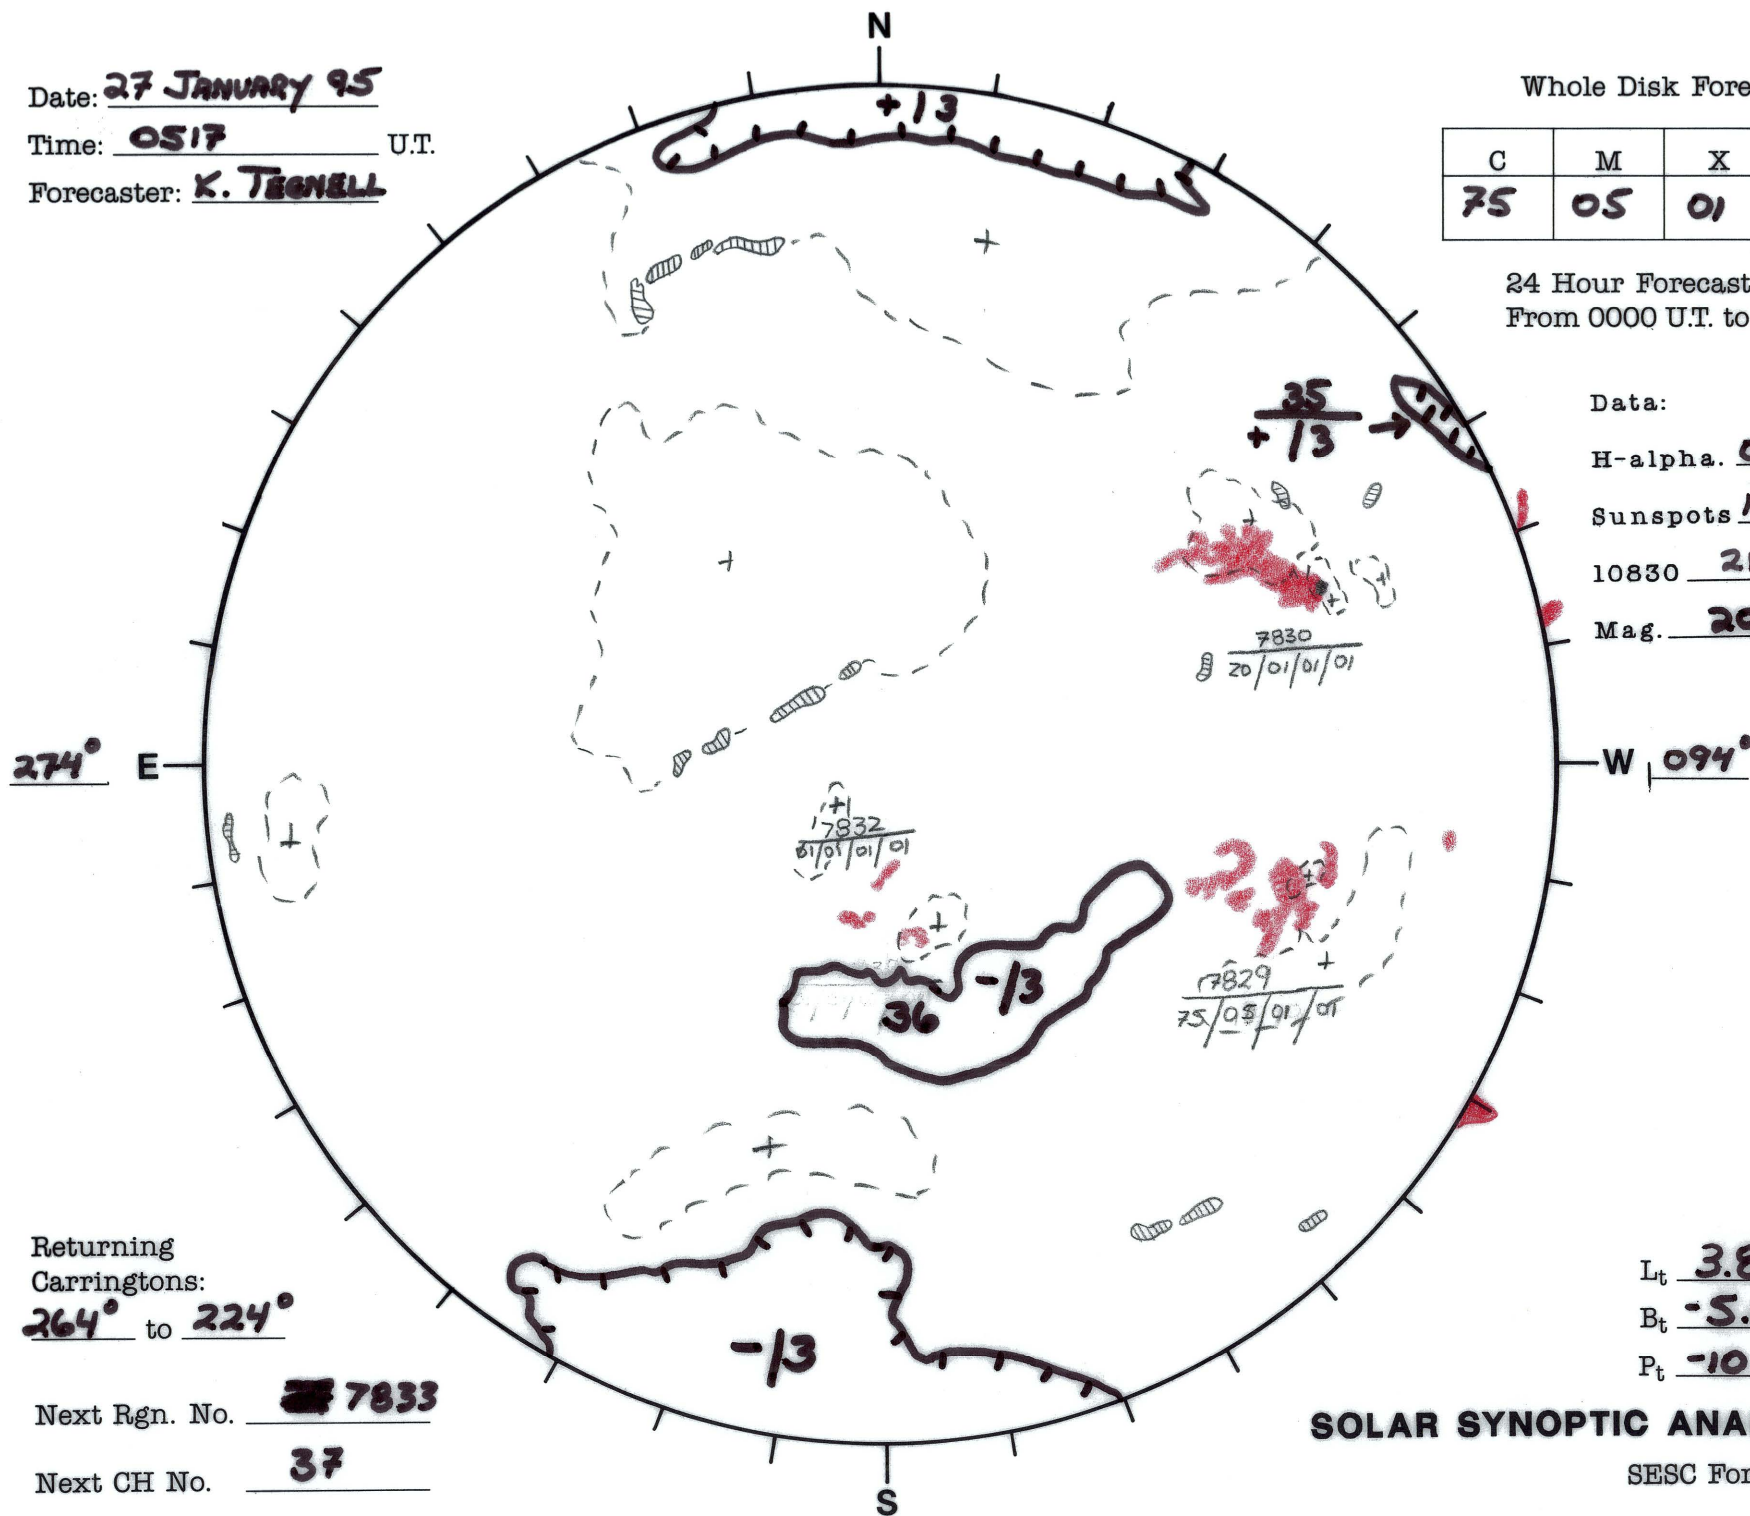 N
Date: 27 JANUARY 95
Time: 0517 U.T.
Forecaster: K. TEGNELL
+13
Whole Disk Fore
C M X
75 05 01
24 Hour Forecast
From 0000 U.T. to
35
+13
Data:
H-alpha.
Sunspots
10830
Mag. 20
7830
20/01/01/01
274° E
W 094°
7832
01/01/01/01
-13
36
7829
75/05/01/01
Returning
Carringtons:
264° to 224°
-13
Lt 3.8
Bt -5.
Pt -10
Next Rgn. No. 7833
Next CH No. 37
SOLAR SYNOPTIC ANA
SESC For
S